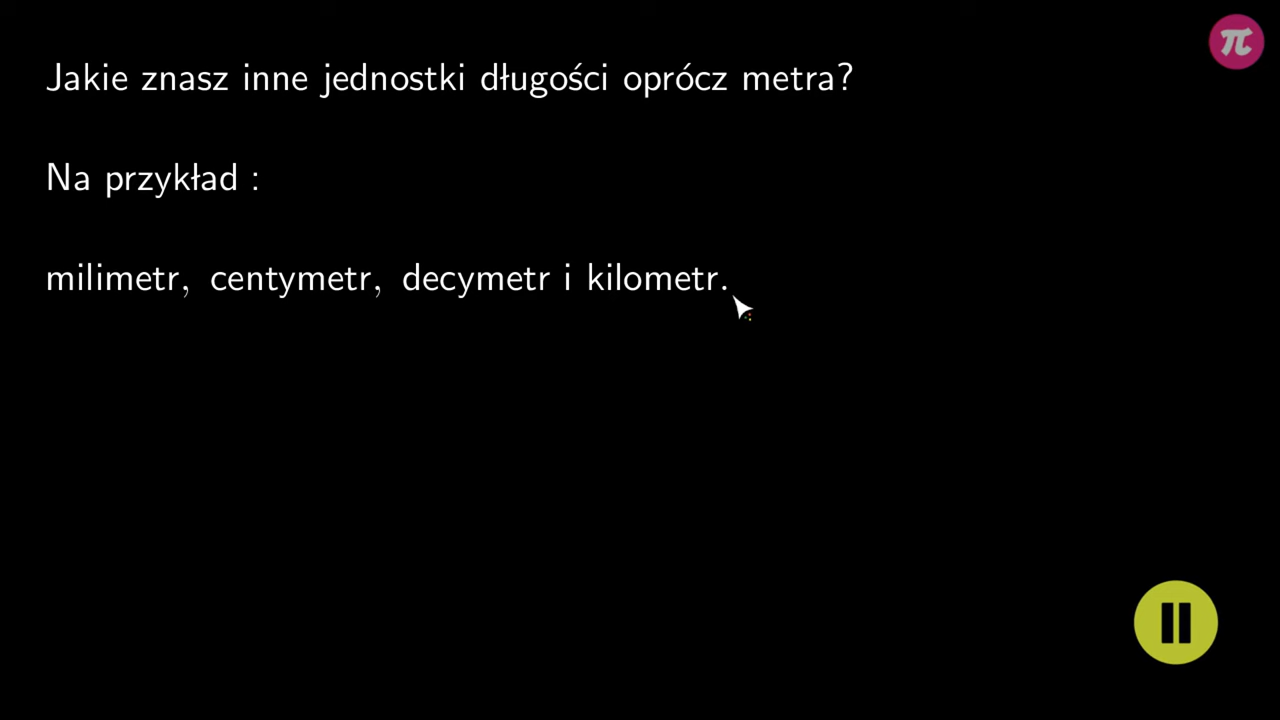 Jakie znasz inne jednostki długości oprócz metra?
Na przykład :
milimetr, centymetr, decymetr i kilometr.
π